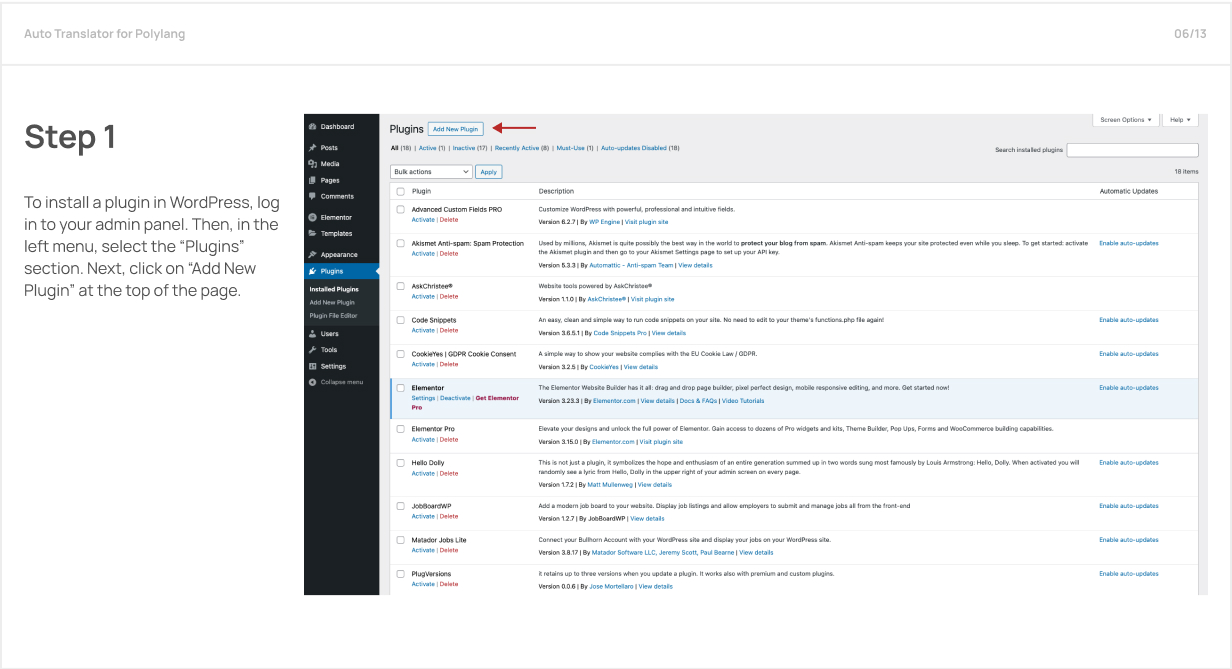 Auto Translator for Polylang
06/13
Step 1
To install a plugin in WordPress, log
in to your admin panel. Then, in the
left menu, select the “Plugins”
section. Next, click on “Add New
Plugin” at the top of the page.
Dashboard
Posts
Media
Pages
Comments
Elementor
Templates
Appearance
Plugins
Installed Plugins
Add New Plugin
Plugin File Editor
Users
Tools
Settings
Collapse menu
Plugins Add New Plugin
Screen Options ▼ Help ▼
All (18) | Active (1) | Inactive (17) | Recently Active (8) | Must-Use (1) | Auto-updates Disabled (18)
Search installed plugins
Bulk actions Apply
18 items
Plugin Description Automatic Updates
Advanced Custom Fields PRO
Activate | Delete
Customize WordPress with powerful, professional and intuitive fields.
Version 6.2.7 | By WP Engine | Visit plugin site
Akismet Anti-spam: Spam Protection
Activate | Delete
Used by millions, Akismet is quite possibly the best way in the world to protect your blog from spam. Akismet Anti-spam keeps your site protected even while you sleep. To get started: activate
the Akismet plugin and then go to your Akismet Settings page to set up your API key.
Version 5.3.3 | By Automattic – Anti-spam Team | View details
Enable auto-updates
AskChristee®
Activate | Delete
Website tools powered by AskChristee®
Version 1.1.0 | By AskChristee® | Visit plugin site
Code Snippets
Activate | Delete
An easy, clean and simple way to run code snippets on your site. No need to edit to your theme's functions.php file again!
Version 3.6.5.1 | By Code Snippets Pro | View details
Enable auto-updates
CookieYes | GDPR Cookie Consent
Activate | Delete
A simple way to show your website complies with the EU Cookie Law / GDPR.
Version 3.2.5 | By CookieYes | View details
Enable auto-updates
Elementor
Settings | Deactivate | Get Elementor
Pro
The Elementor Website Builder has it all: drag and drop page builder, pixel perfect design, mobile responsive editing, and more. Get started now!
Version 3.23.3 | By Elementor.com | View details | Docs & FAQs | Video Tutorials
Enable auto-updates
Elementor Pro
Activate | Delete
Elevate your designs and unlock the full power of Elementor. Gain access to dozens of Pro widgets and kits, Theme Builder, Pop Ups, Forms and WooCommerce building capabilities.
Version 3.15.0 | By Elementor.com | Visit plugin site
Hello Dolly
Activate | Delete
This is not just a plugin, it symbolizes the hope and enthusiasm of an entire generation summed up in two words sung most famously by Louis Armstrong: Hello, Dolly. When activated you will
randomly see a lyric from Hello, Dolly in the upper right of your admin screen on every page.
Version 1.7.2 | By Matt Mullenweg | View details
Enable auto-updates
JobBoardWP
Activate | Delete
Add a modern job board to your website. Display job listings and allow employers to submit and manage jobs all from the front-end
Version 1.2.7 | By JobBoardWP | View details
Enable auto-updates
Matador Jobs Lite
Activate | Delete
Connect your Bullhorn Account with your WordPress site and display your jobs on your WordPress site.
Version 3.8.17 | By Matador Software LLC, Jeremy Scott, Paul Bearne | View details
Enable auto-updates
PlugVersions
Activate | Delete
It retains up to three versions when you update a plugin. It works also with premium and custom plugins.
Version 0.0.6 | By Jose Mortellaro | View details
Enable auto-updates